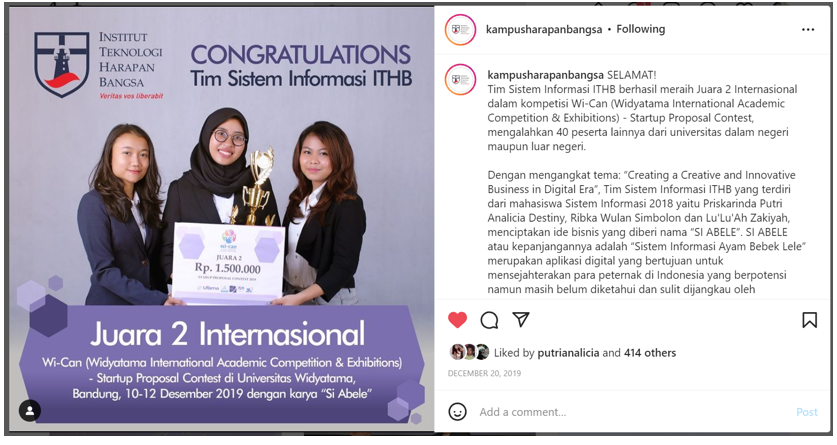 INSTITUT
TEKNOLOGI
HARAPAN
BANGSA
Veritas vos liberabit
CONGRATULATIONS
Tim Sistem Informasi ITHB
WI-CAN
JUARA 2
Rp. 1.500.000
Juara 2 Internasional
Wi-Can (Widyatama International Academic Competition & Exhibitions)
- Startup Proposal Contest di Universitas Widyatama,
Bandung, 10-12 Desember 2019 dengan karya “Si Abele”
kampusharapanbangsa • Following
kampusharapanbangsa SELAMAT!
Tim Sistem Informasi ITHB berhasil meraih Juara 2 Internasional
dalam kompetisi Wi-Can (Widyatama International Academic
Competition & Exhibitions) - Startup Proposal Contest,
mengalahkan 40 peserta lainnya dari universitas dalam negeri
maupun luar negeri.
Dengan mengangkat tema: “Creating a Creative and Innovative
Business in Digital Era”, Tim Sistem Informasi ITHB yang terdiri
dari mahasiswa Sistem Informasi 2018 yaitu Priskarinda Putri
Analicia Destiny, Ribka Wulan Simbolon dan Lu'Lu'Ah Zakiyah,
menciptakan ide bisnis yang diberi nama “SI ABELE”. SI ABELE
atau kepanjangannya adalah “Sistem Informasi Ayam Bebek Lele”
merupakan aplikasi digital yang bertujuan untuk
mensejahterakan para peternak di Indonesia yang berpotensi
namun masih belum diketahui dan sulit dijangkau oleh
Liked by putrianalicia and 414 others
DECEMBER 20, 2019
Add a comment...
Post